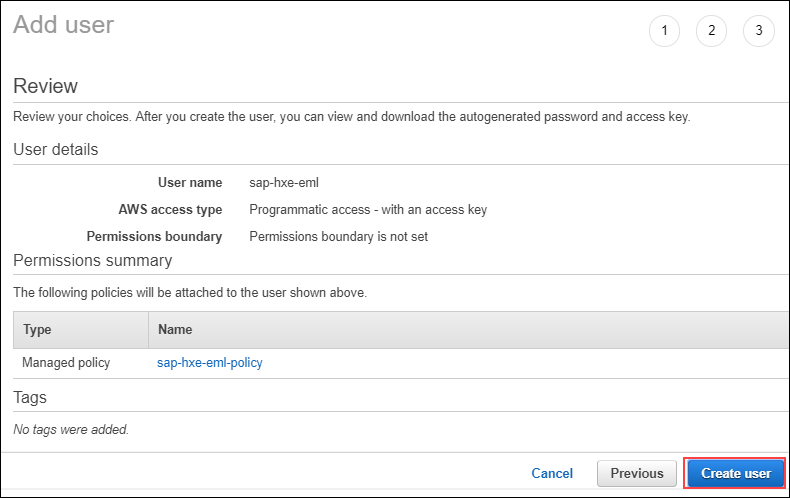 Add user
1 2 3
Review
Review your choices. After you create the user, you can view and download the autogenerated password and access key.
User details
User name sap-hxe-eml
AWS access type Programmatic access - with an access key
Permissions boundary Permissions boundary is not set
Permissions summary
The following policies will be attached to the user shown above.
Type Name
Managed policy sap-hxe-eml-policy
Tags
No tags were added.
Cancel Previous Create user